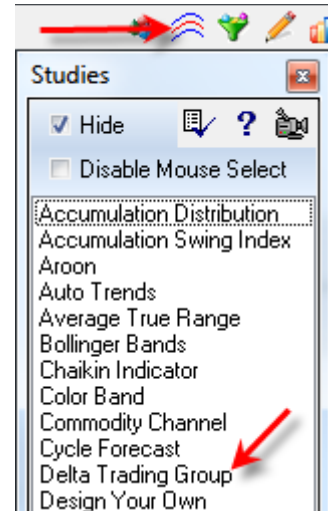 Studies
Hide ?
Disable Mouse Select
Accumulation Distribution
Accumulation Swing Index
Aroon
Auto Trends
Average True Range
Bollinger Bands
Chaikin Indicator
Color Band
Commodity Channel
Cycle Forecast
Delta Trading Group
Design Your Own